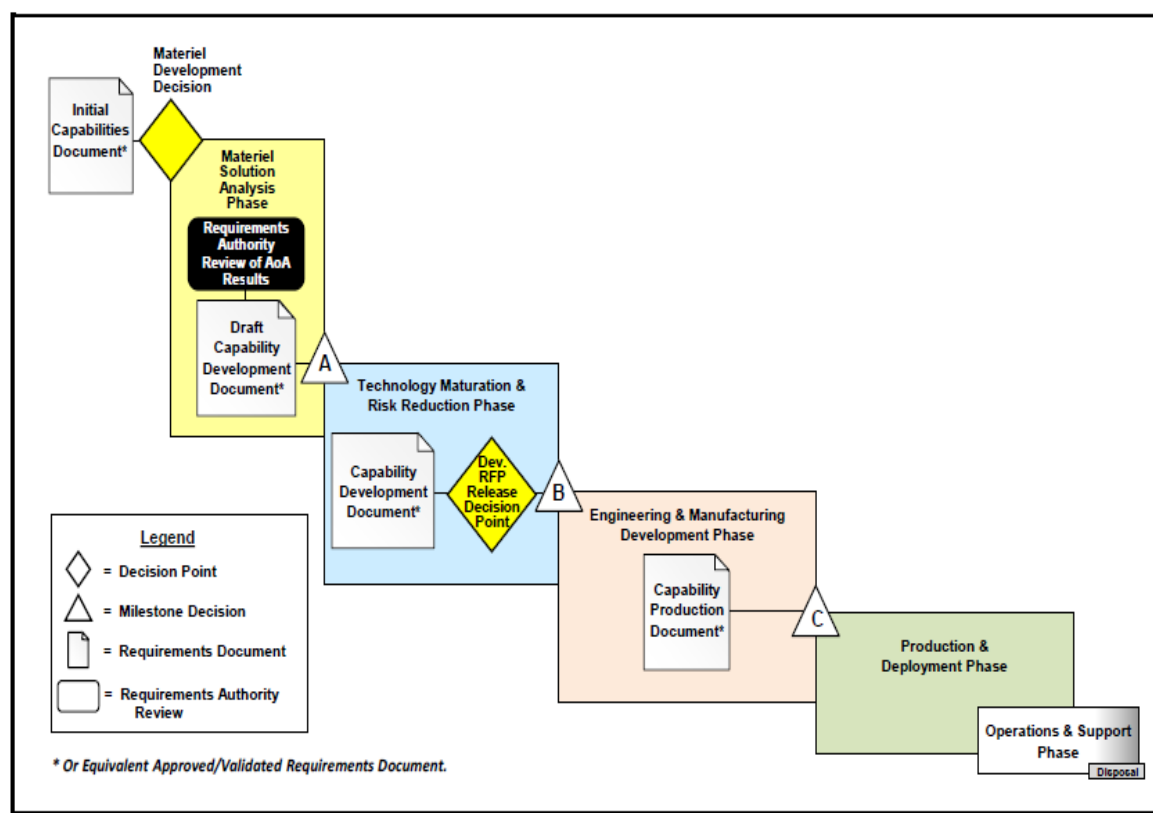 Materiel
Development
Decision
Initial
Capabilities
Document*
Materiel
Solution
Analysis
Phase
Requirements
Authority
Review of AoA
Results
Draft
Capability
Development
Document*
A
Technology Maturation &
Risk Reduction Phase
Capability
Development
Document*
Dev.
RFP
Release
Decision
Point
B
Engineering & Manufacturing
Development Phase
Capability
Production
Document*
C
Production &
Deployment Phase
Operations & Support
Phase
Disposal
Legend
= Decision Point
= Milestone Decision
= Requirements Document
= Requirements Authority
Review
* Or Equivalent Approved/Validated Requirements Document.